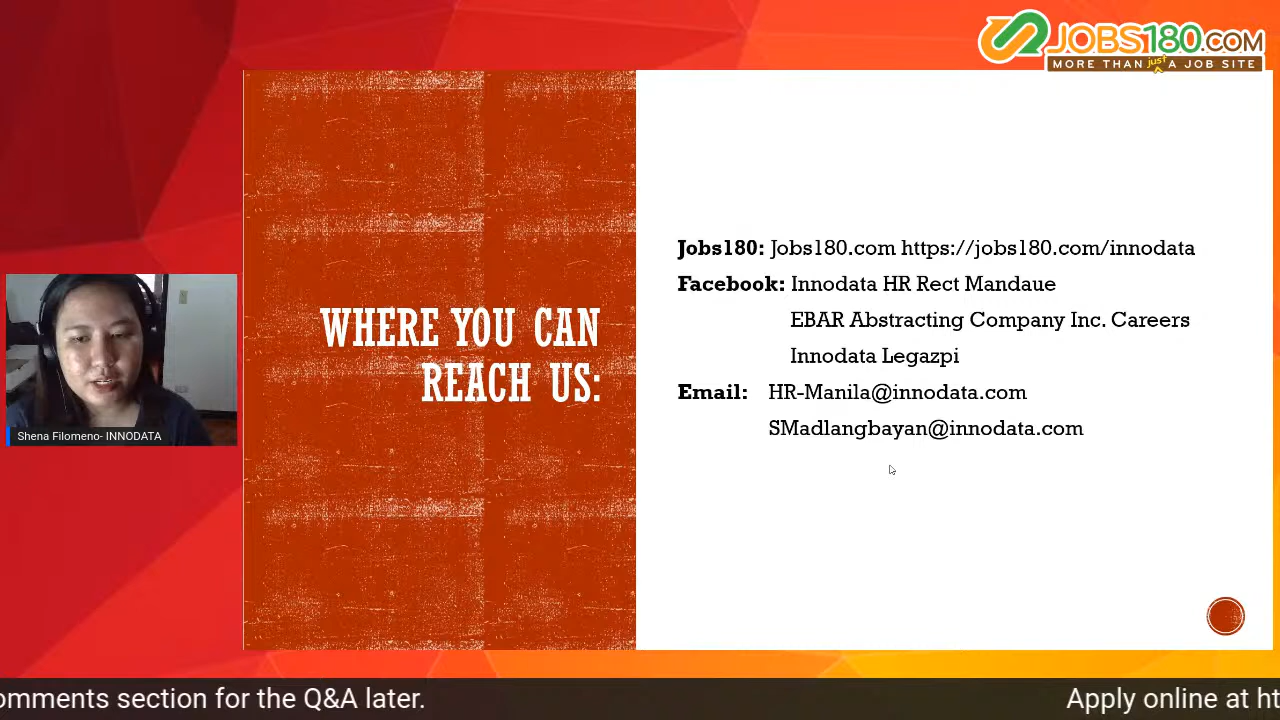 JOBS180.COM
MORE THAN just A JOB SITE
WHERE YOU CAN
REACH US:
Jobs180: Jobs180.com https://jobs180.com/innodata
Facebook: Innodata HR Rect Mandaue
EBAR Abstracting Company Inc. Careers
Innodata Legazpi
Email: HR-Manila@innodata.com
SMadlangbayan@innodata.com
Shena Filomeno- INNODATA
omments section for the Q&A later. Apply online at ht